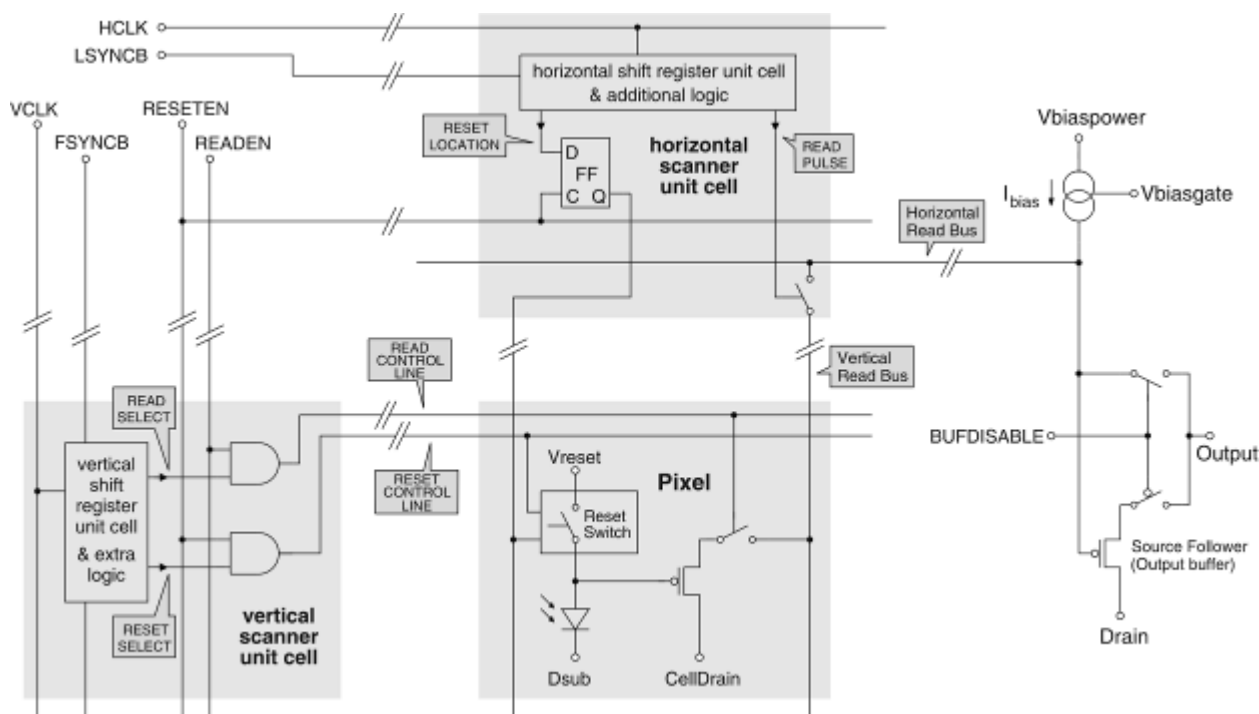 HCLK
LSYNCB
horizontal shift register unit cell
& additional logic
VCLK
RESETEN
FSYNCB
READEN
RESET
LOCATION
D
FF
C Q
horizontal
scanner
unit cell
READ
PULSE
Vbiaspower
Ibias
Vbiasgate
Horizontal
Read Bus
READ
CONTROL
LINE
Vertical
Read Bus
READ
SELECT
BUFDISABLE
Output
vertical
shift
register
unit cell
& extra
logic
RESET
CONTROL
LINE
Vreset
Pixel
Reset
Switch
Source Follower
(Output buffer)
RESET
SELECT
vertical
scanner
unit cell
Drain
Dsub
CellDrain